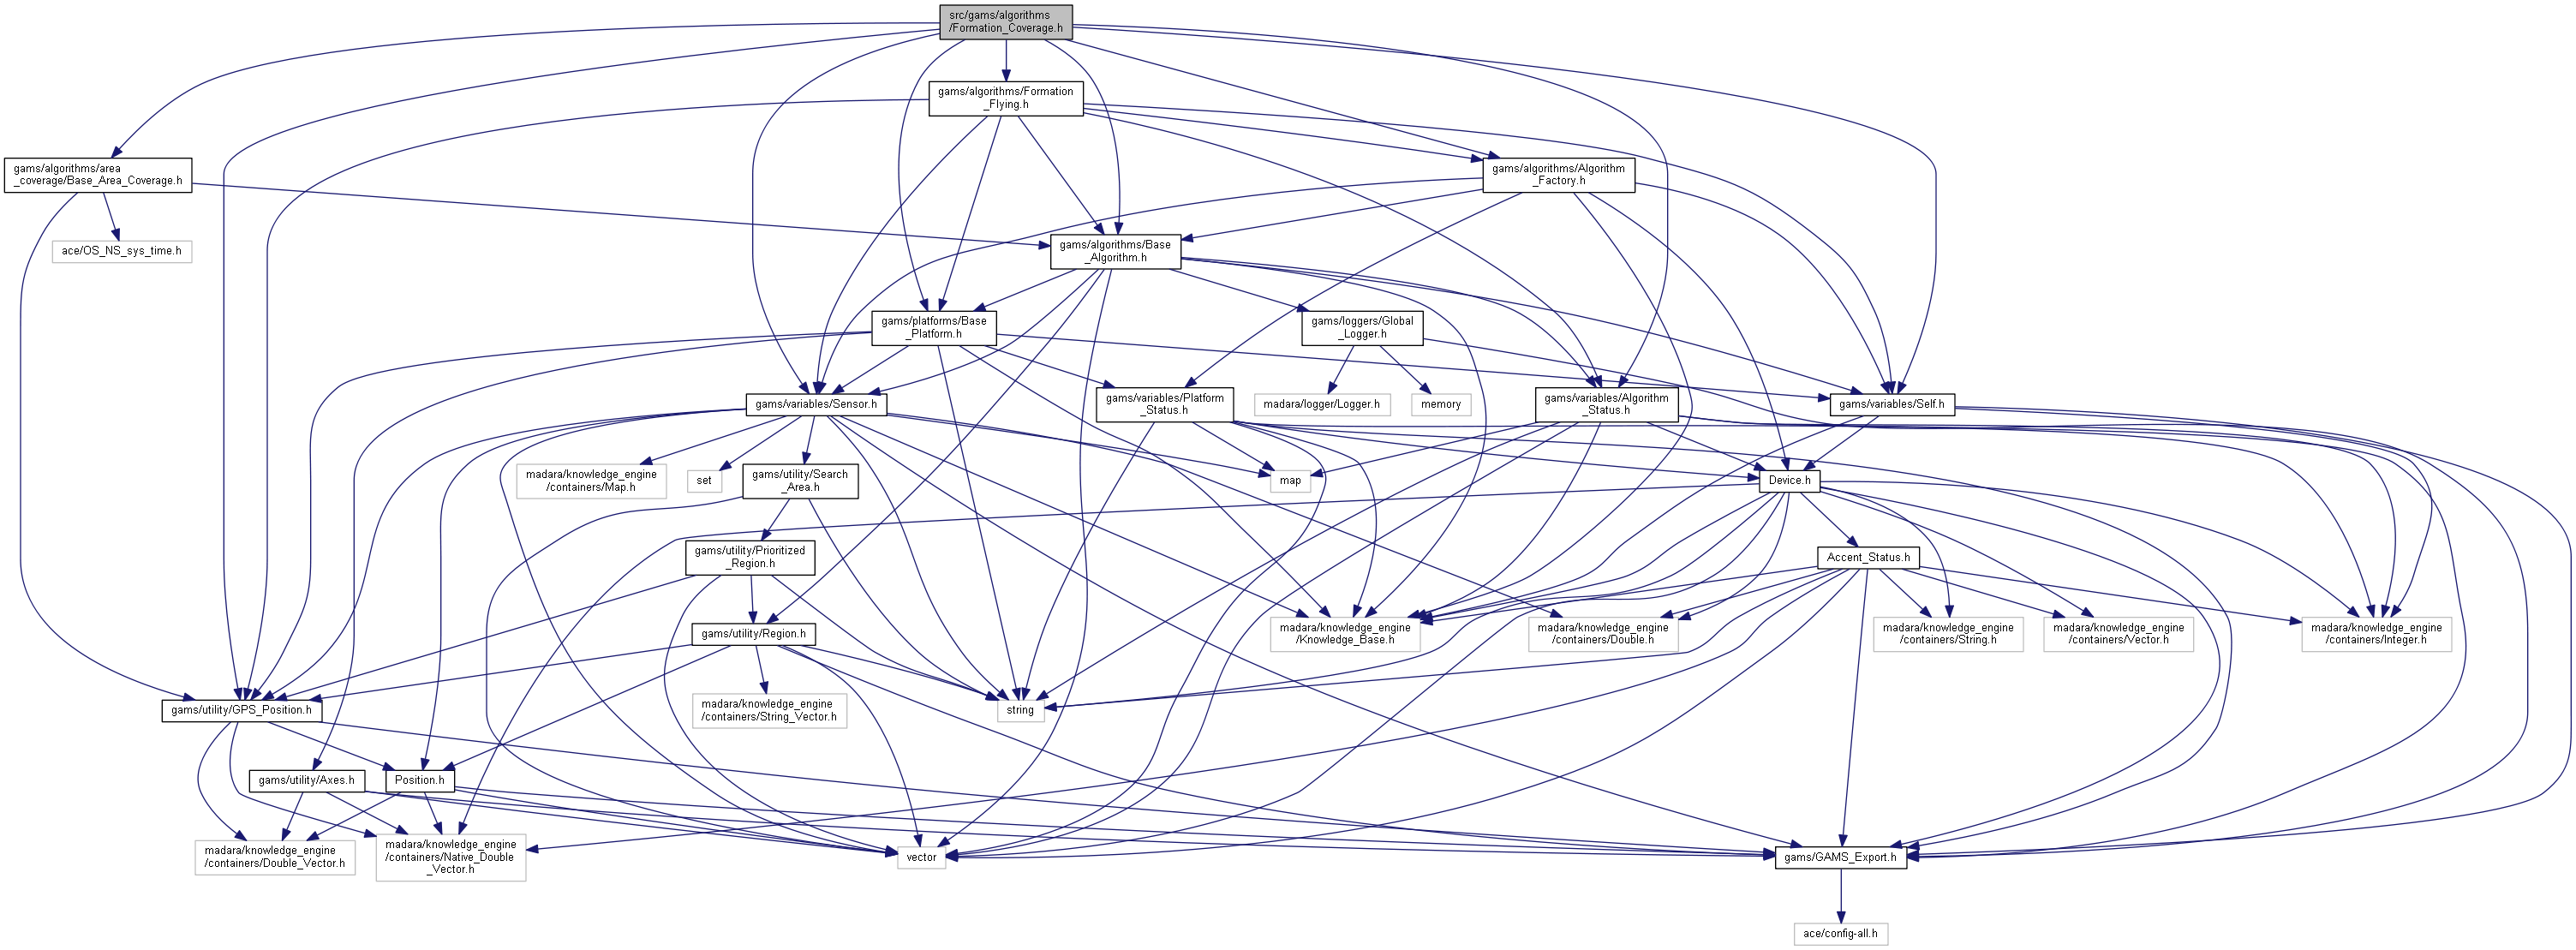 src/gams/algorithms
/Formation_Coverage.h
gams/algorithms/Formation
_Flying.h
gams/algorithms/area
_coverage/Base_Area_Coverage.h
gams/algorithms/Algorithm
_Factory.h
ace/OS_NS_sys_time.h
gams/algorithms/Base
_Algorithm.h
gams/platforms/Base
_Platform.h
gams/loggers/Global
_Logger.h
gams/variables/Sensor.h
gams/variables/Platform
_Status.h
madara/logger/Logger.h
memory
gams/variables/Algorithm
_Status.h
gams/variables/Self.h
madara/knowledge_engine
/containers/Map.h
set
gams/utility/Search
_Area.h
map
Device.h
gams/utility/Prioritized
_Region.h
Accent_Status.h
gams/utility/Region.h
madara/knowledge_engine
/Knowledge_Base.h
madara/knowledge_engine
/containers/Double.h
madara/knowledge_engine
/containers/String.h
madara/knowledge_engine
/containers/Vector.h
madara/knowledge_engine
/containers/Integer.h
gams/utility/GPS_Position.h
madara/knowledge_engine
/containers/String_Vector.h
string
gams/utility/Axes.h
Position.h
madara/knowledge_engine
/containers/Double_Vector.h
madara/knowledge_engine
/containers/Native_Double
_Vector.h
vector
gams/GAMS_Export.h
ace/config-all.h